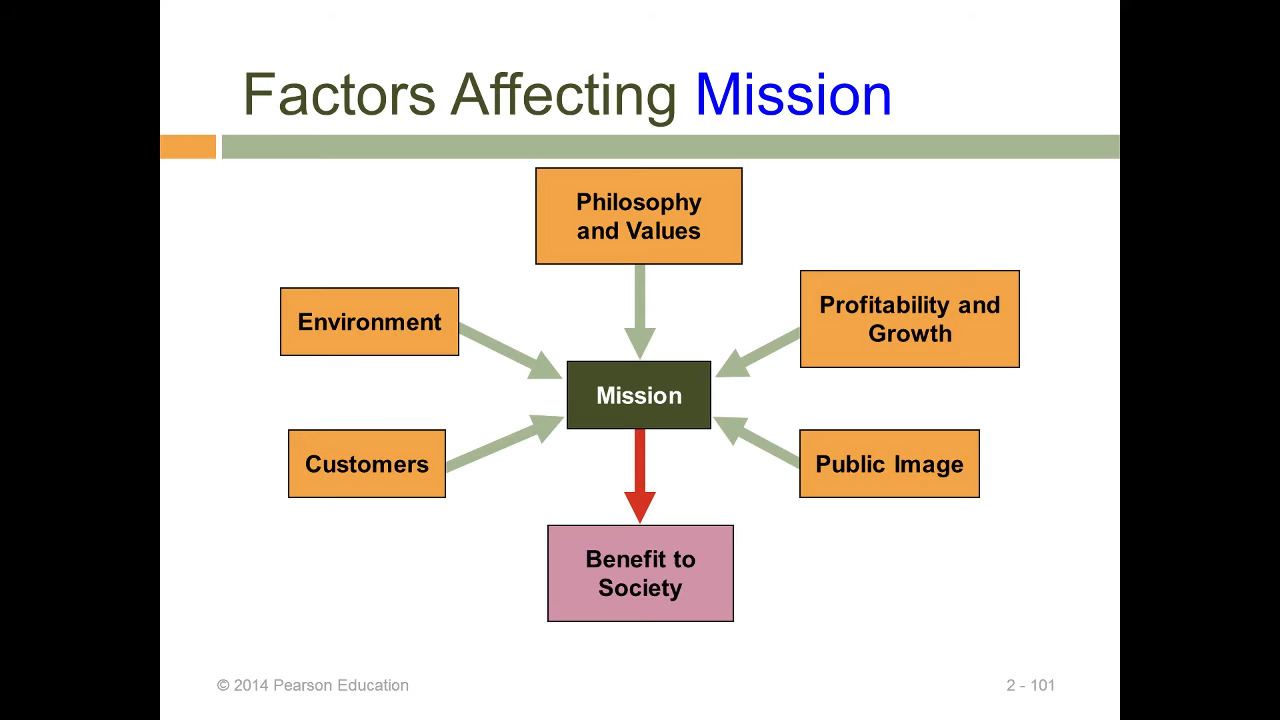 Factors Affecting Mission
Philosophy
and Values
Environment
Profitability and
Growth
Mission
Customers
Public Image
Benefit to
Society
© 2014 Pearson Education
2 - 101